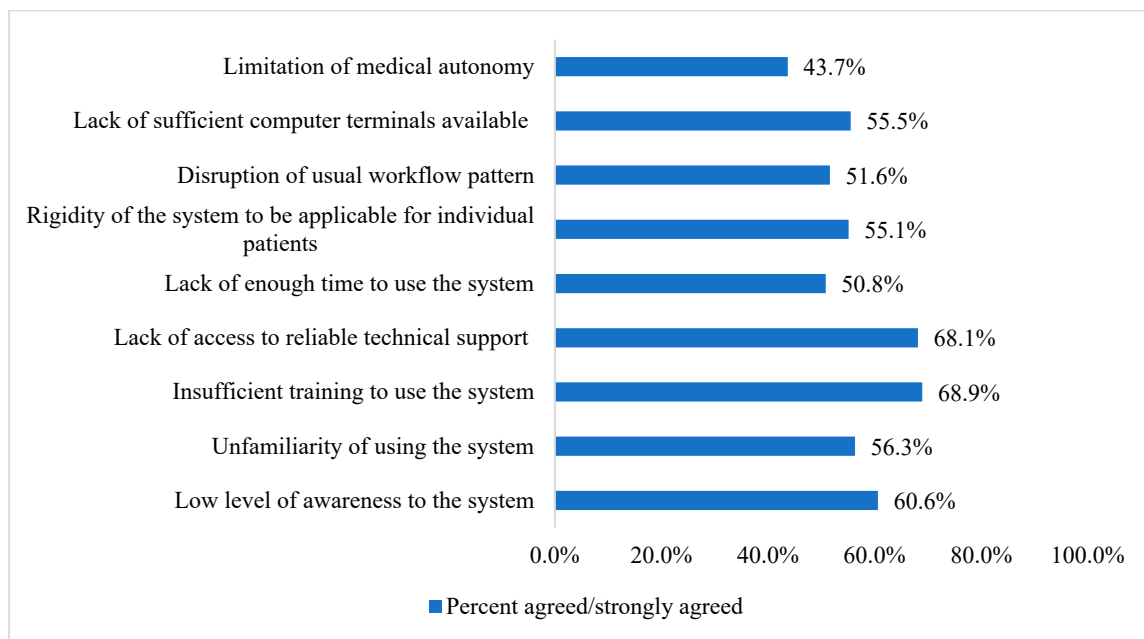 Limitation of medical autonomy
43.7%
Lack of sufficient computer terminals available
55.5%
Disruption of usual workflow pattern
51.6%
Rigidity of the system to be applicable for individual
patients
55.1%
Lack of enough time to use the system
50.8%
Lack of access to reliable technical support
68.1%
Insufficient training to use the system
68.9%
Unfamiliarity of using the system
56.3%
Low level of awareness to the system
60.6%
0.0% 20.0% 40.0% 60.0% 80.0% 100.0%
Percent agreed/strongly agreed